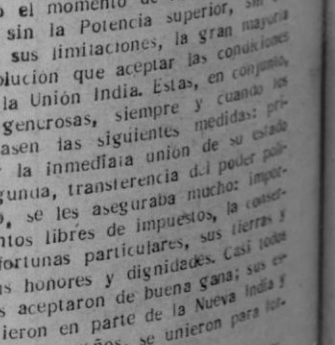 el momento
sin la Potencia superior,
sus limitaciones, la gran mayoría
olución que aceptar las condiciones
la Unión India. Estas, en conjunto,
generosas, siempre y cuando los
asen las siguientes medidas: pri-
la inmediata unión de su estado
gunda, transferencia del poder polí-
o, se les aseguraba mucho: impor-
ntos libres de impuestos, la conser-
fortunas particulares, sus tierras y
s honores y dignidades. Casi todos
s aceptaron de buena gana; sus es-
ieron en parte de la Nueva India y
se unieron para for-